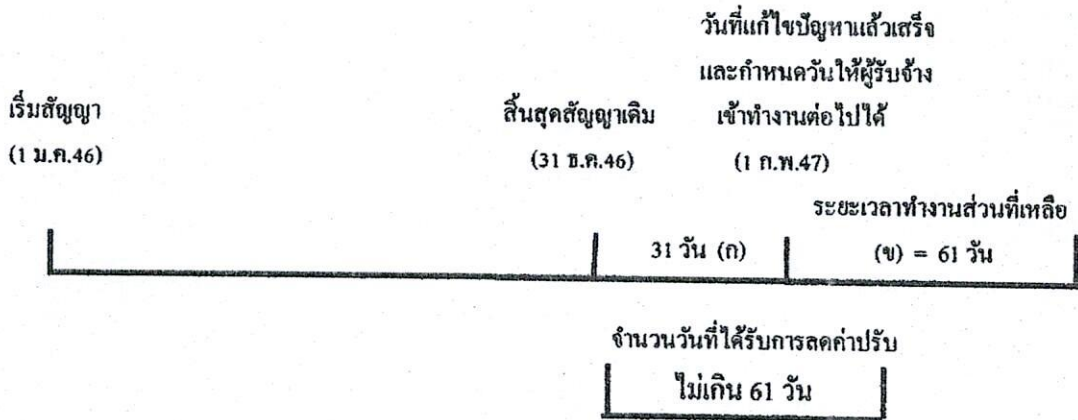 วันที่แก้ไขปัญหาแล้วเสร็จ
และกำหนดวันให้ผู้รับจ้าง
เริ่มสัญญา
สิ้นสุดสัญญาเดิม
เข้าทำงานต่อไปได้
(1 ม.ค.46)
(31 ธ.ค.46)
(1 ก.พ.47)
ระยะเวลาทำงานส่วนที่เหลือ
31 วัน (ก)
(ข) = 61 วัน
จำนวนวันที่ได้รับการลดค่าปรับ
ไม่เกิน 61 วัน